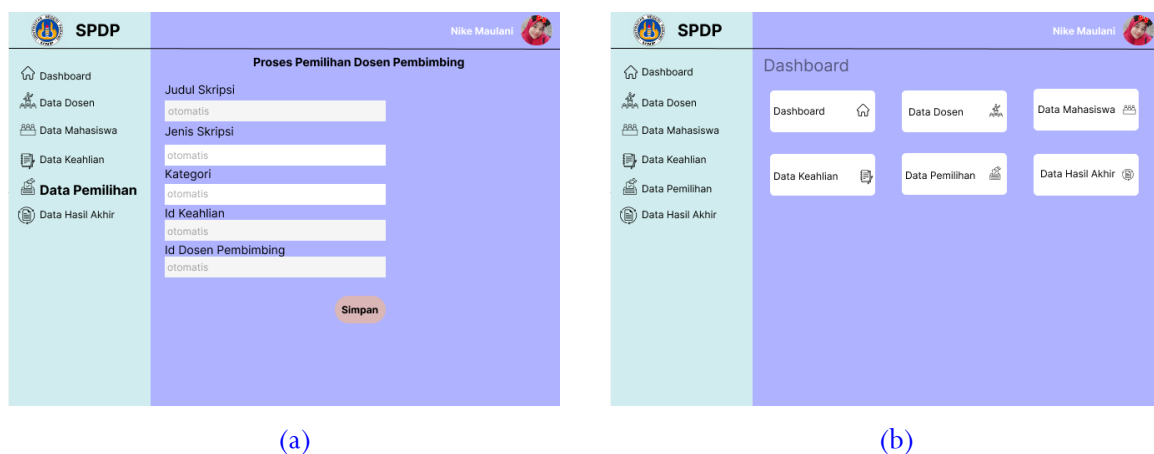 SPDP
Nike Maulani
Dashboard
Data Dosen
Data Mahasiswa
Data Keahlian
Data Pemilihan
Data Hasil Akhir
Proses Pemilihan Dosen Pembimbing
Judul Skripsi
otomatis
Jenis Skripsi
otomatis
Kategori
otomatis
Id Keahlian
otomatis
Id Dosen Pembimbing
otomatis
Simpan
(a)
SPDP
Nike Maulani
Dashboard
Data Dosen
Data Mahasiswa
Data Keahlian
Data Pemilihan
Data Hasil Akhir
Dashboard
Dashboard
Data Dosen
Data Mahasiswa
Data Keahlian
Data Pemilihan
Data Hasil Akhir
(b)